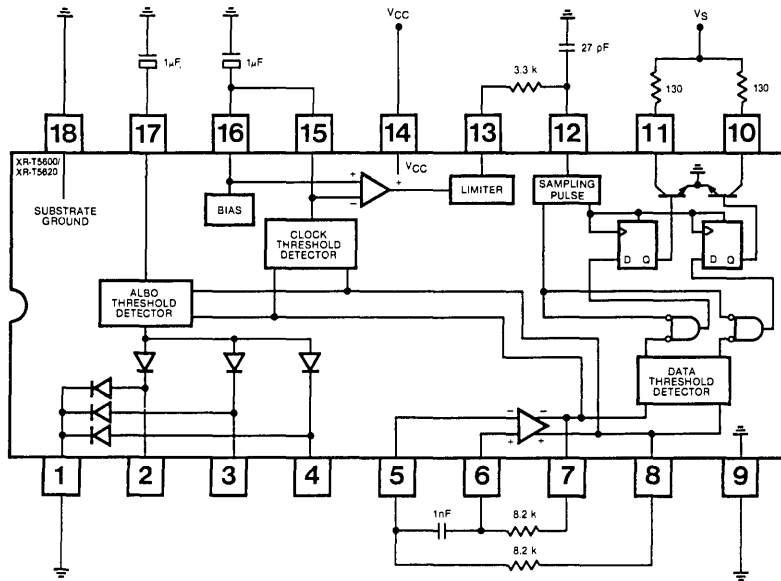 VCC
VS
1μF
1μF
27 pF
3.3 k
130
130
18
17
16
15
14
13
12
11
10
XR-T5600/
XR-T5620
SUBSTRATE
GROUND
BIAS
+
−
+
VCC
LIMITER
SAMPLING
PULSE
CLOCK
THRESHOLD
DETECTOR
D Q
D Q
ALBO
THRESHOLD
DETECTOR
DATA
THRESHOLD
DETECTOR
− −
+ +
1
2
3
4
5
6
7
8
9
1nF
8.2 k
8.2 k